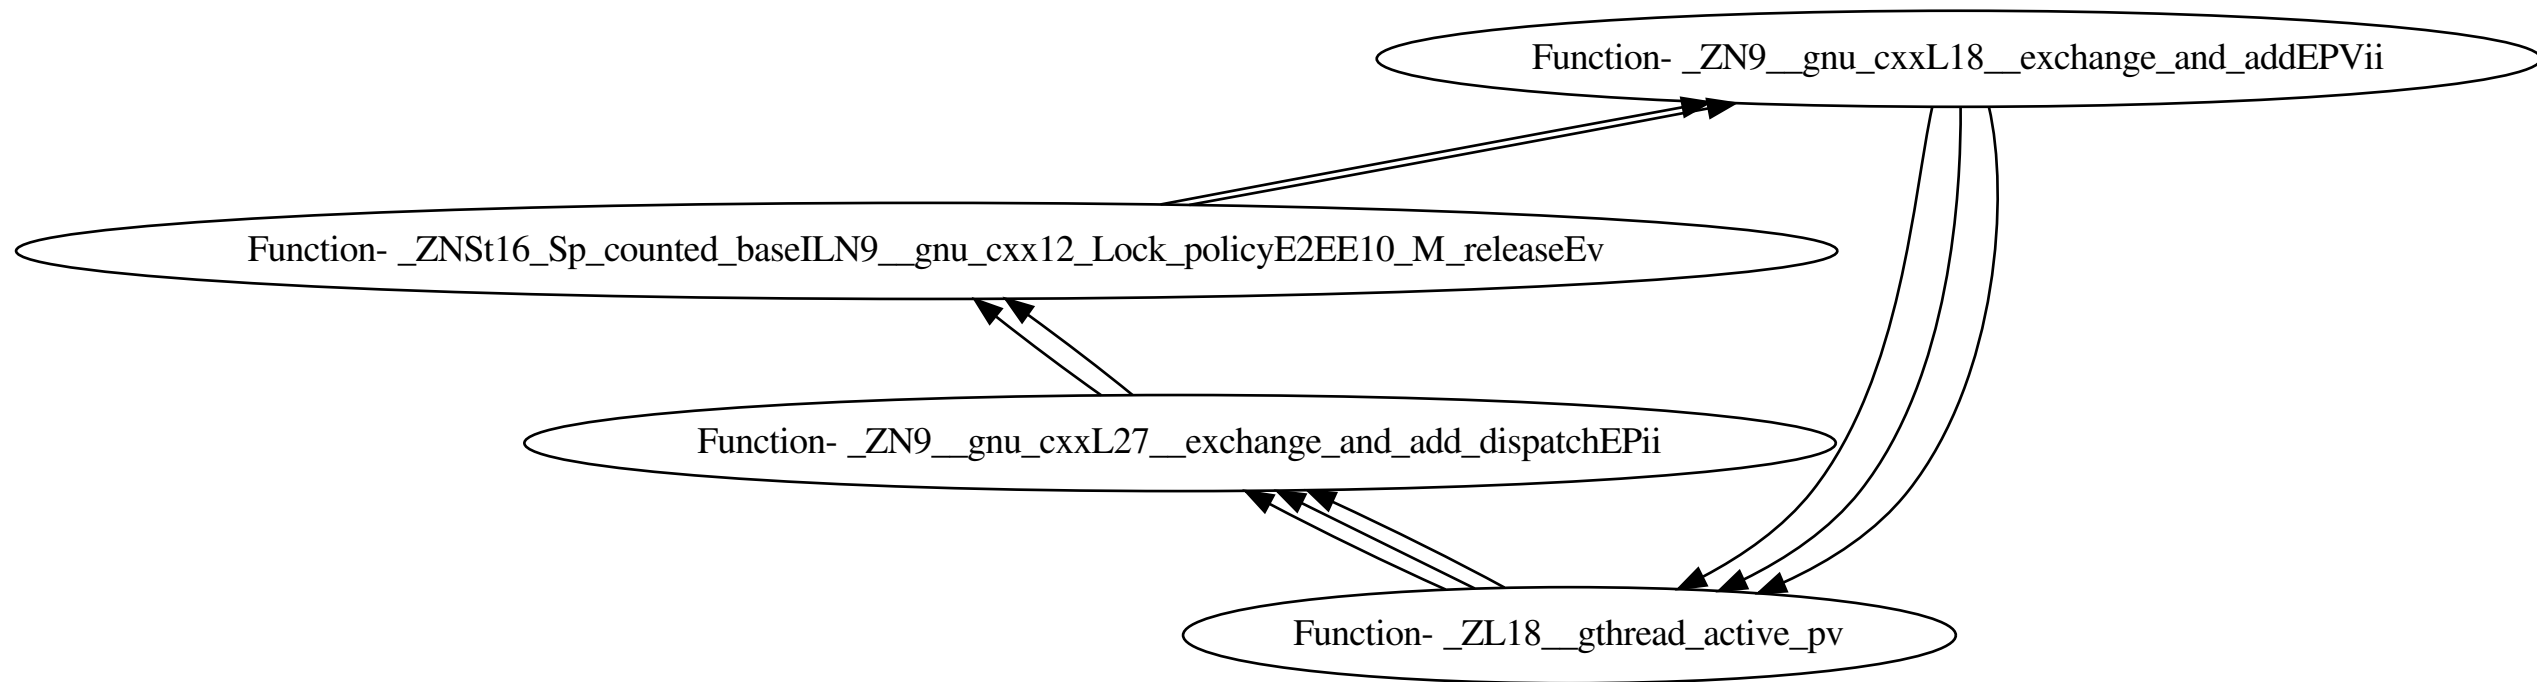 Function- _ZN9__gnu_cxxL18__exchange_and_addEPVii
Function- _ZNSt16_Sp_counted_baseILN9__gnu_cxx12_Lock_policyE2EE10_M_releaseEv
Function- _ZN9__gnu_cxxL27__exchange_and_add_dispatchEPii
Function- _ZL18__gthread_active_pv